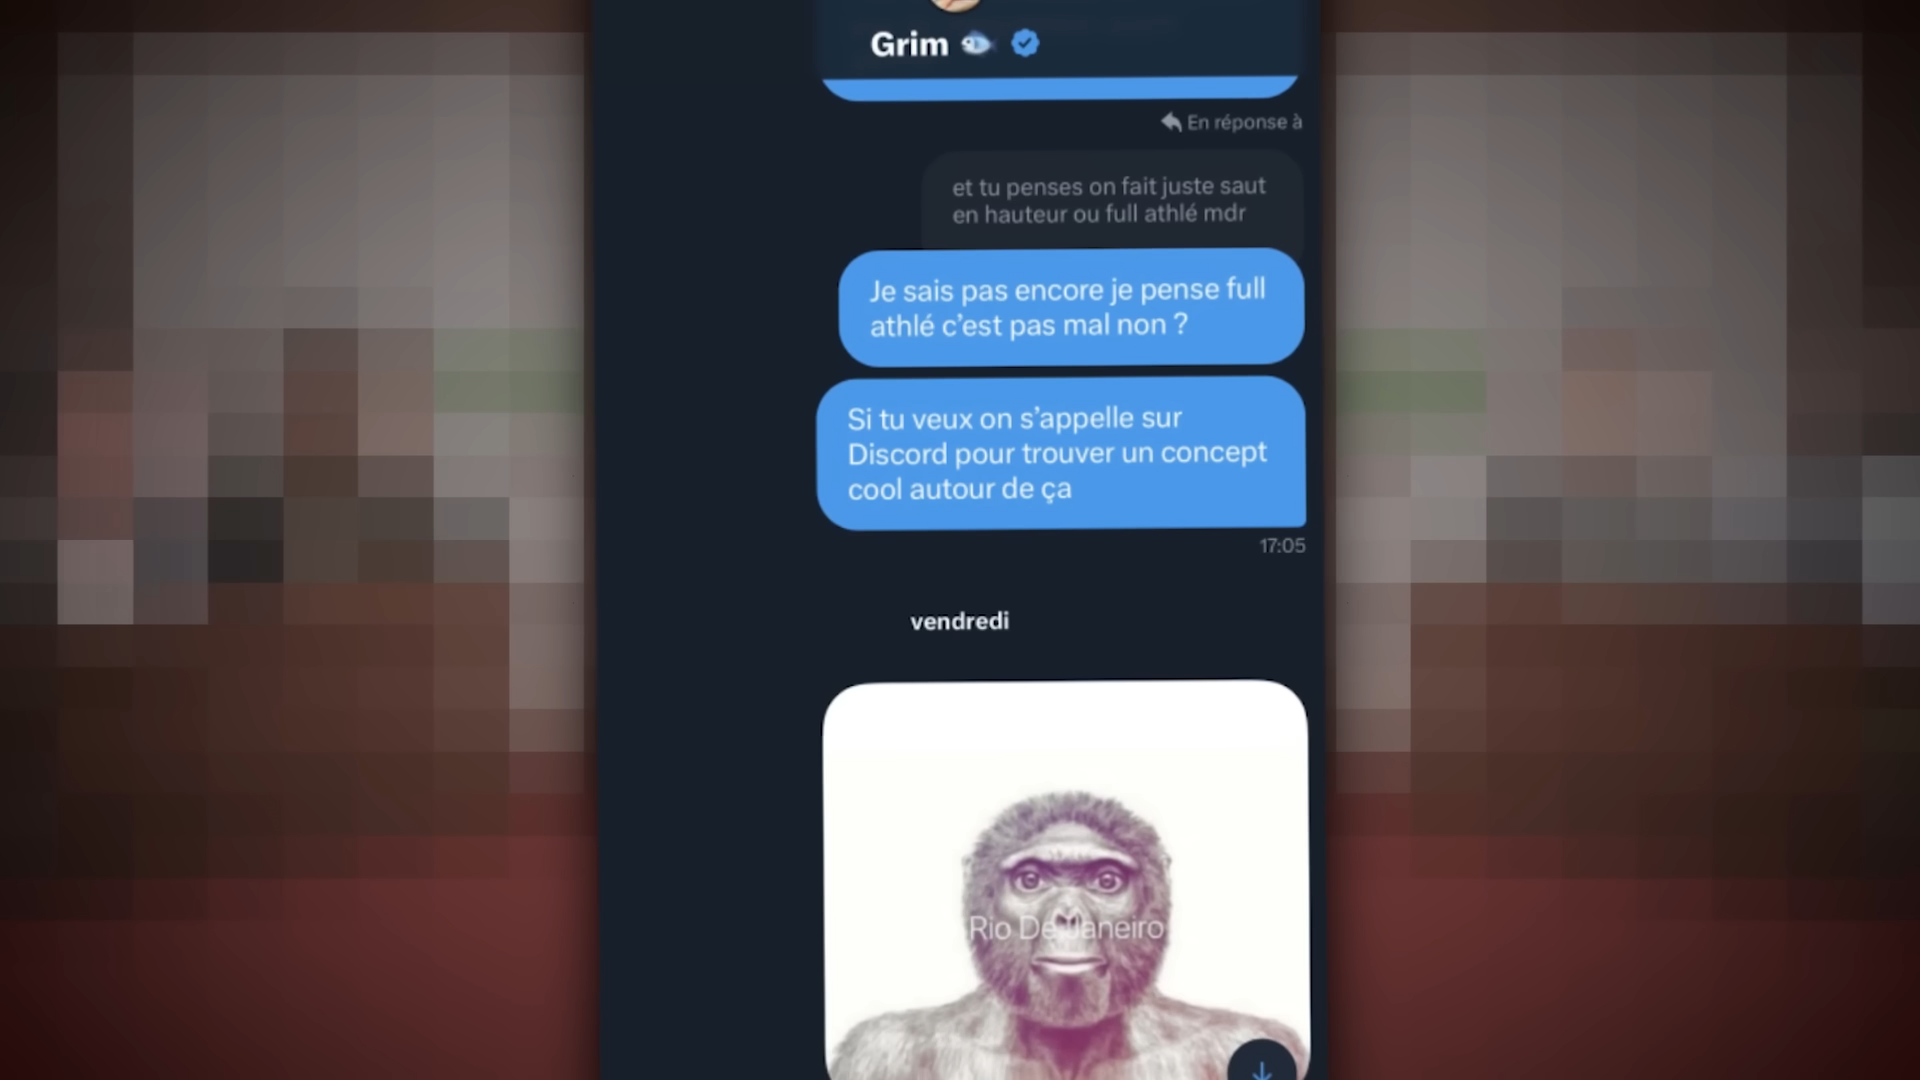 Grim
En réponse à
et tu penses on fait juste saut
en hauteur ou full athlé mdr
Je sais pas encore je pense full
athlé c’est pas mal non ?
Si tu veux on s’appelle sur
Discord pour trouver un concept
cool autour de ça
17:05
vendredi
Rio De Janeiro